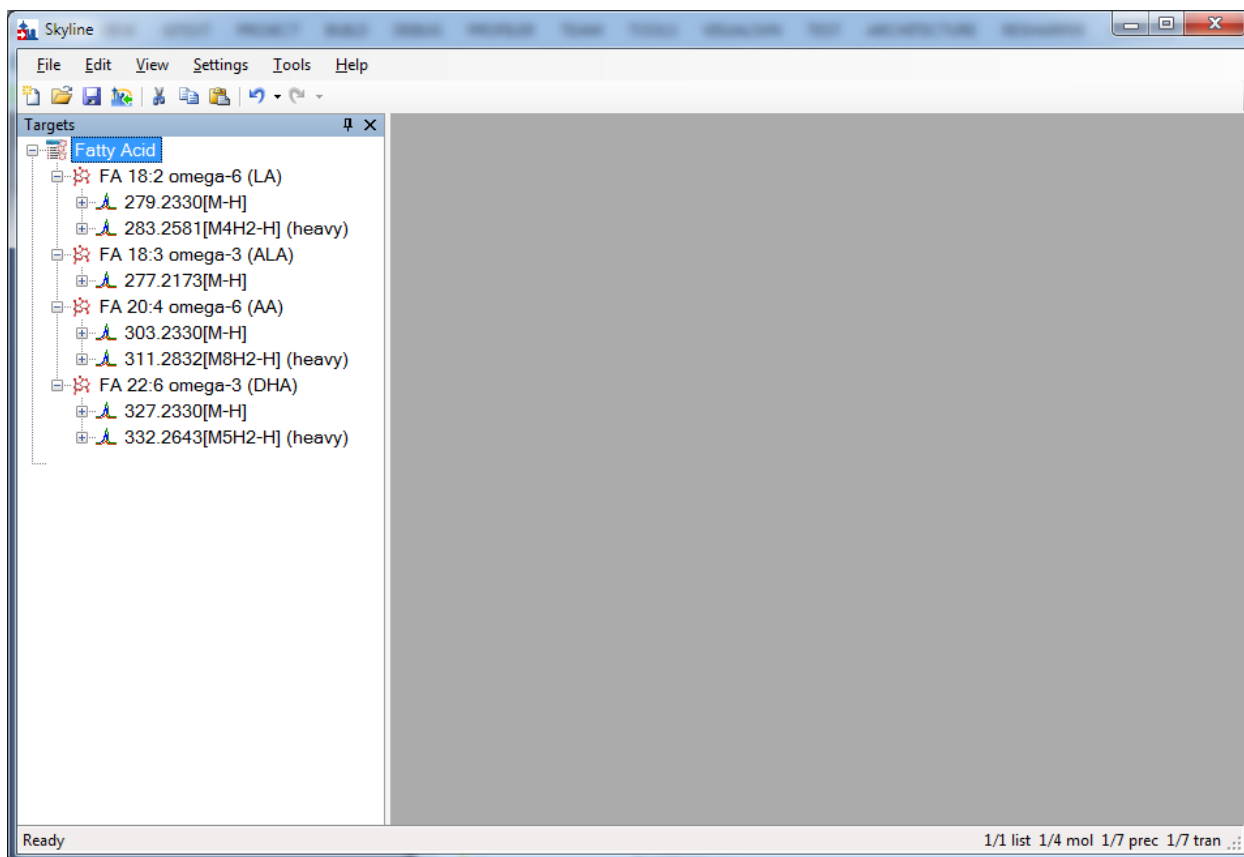 Skyline
File Edit View Settings Tools Help
Targets
Fatty Acid
FA 18:2 omega-6 (LA)
279.2330[M-H]
283.2581[M4H2-H] (heavy)
FA 18:3 omega-3 (ALA)
277.2173[M-H]
FA 20:4 omega-6 (AA)
303.2330[M-H]
311.2832[M8H2-H] (heavy)
FA 22:6 omega-3 (DHA)
327.2330[M-H]
332.2643[M5H2-H] (heavy)
Ready 1/1 list 1/4 mol 1/7 prec 1/7 tran